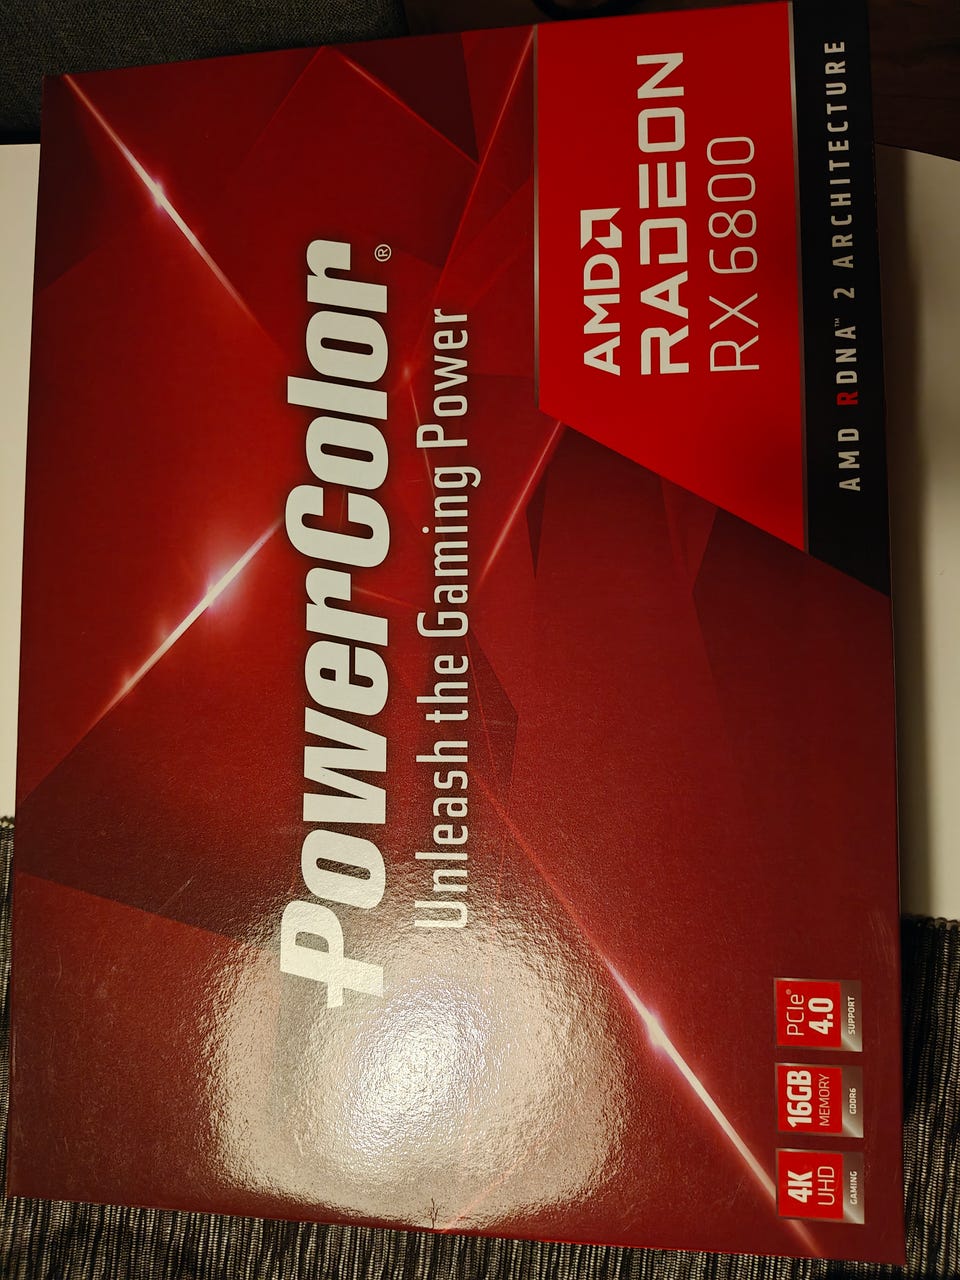 PowerColor®
Unleash the Gaming Power
AMD
RADEON
RX 6800
AMD RDNA™ 2 ARCHITECTURE
4K
UHD
GAMING
16GB
MEMORY
GDDR6
PCIe®
4.0
SUPPORT